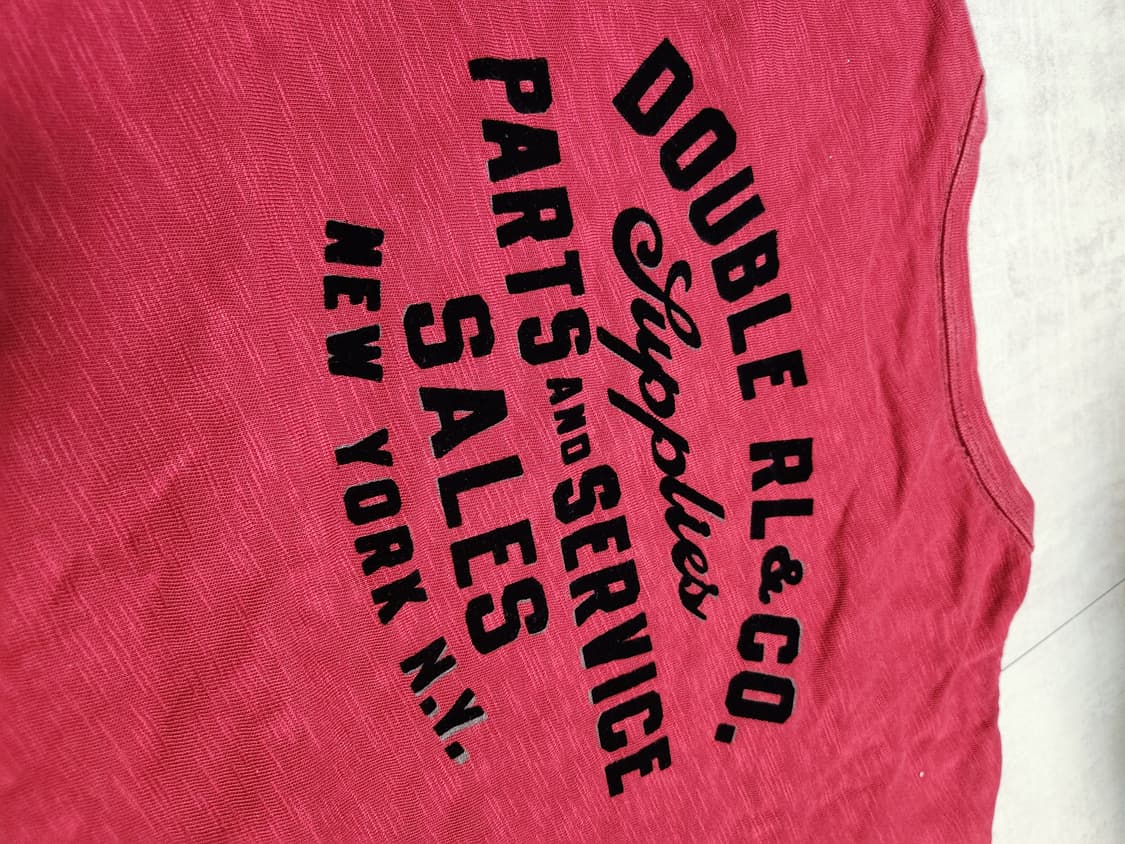 DOUBLE RL & CO.
Supplies
PARTS AND SERVICE
SALES
NEW YORK N.Y.